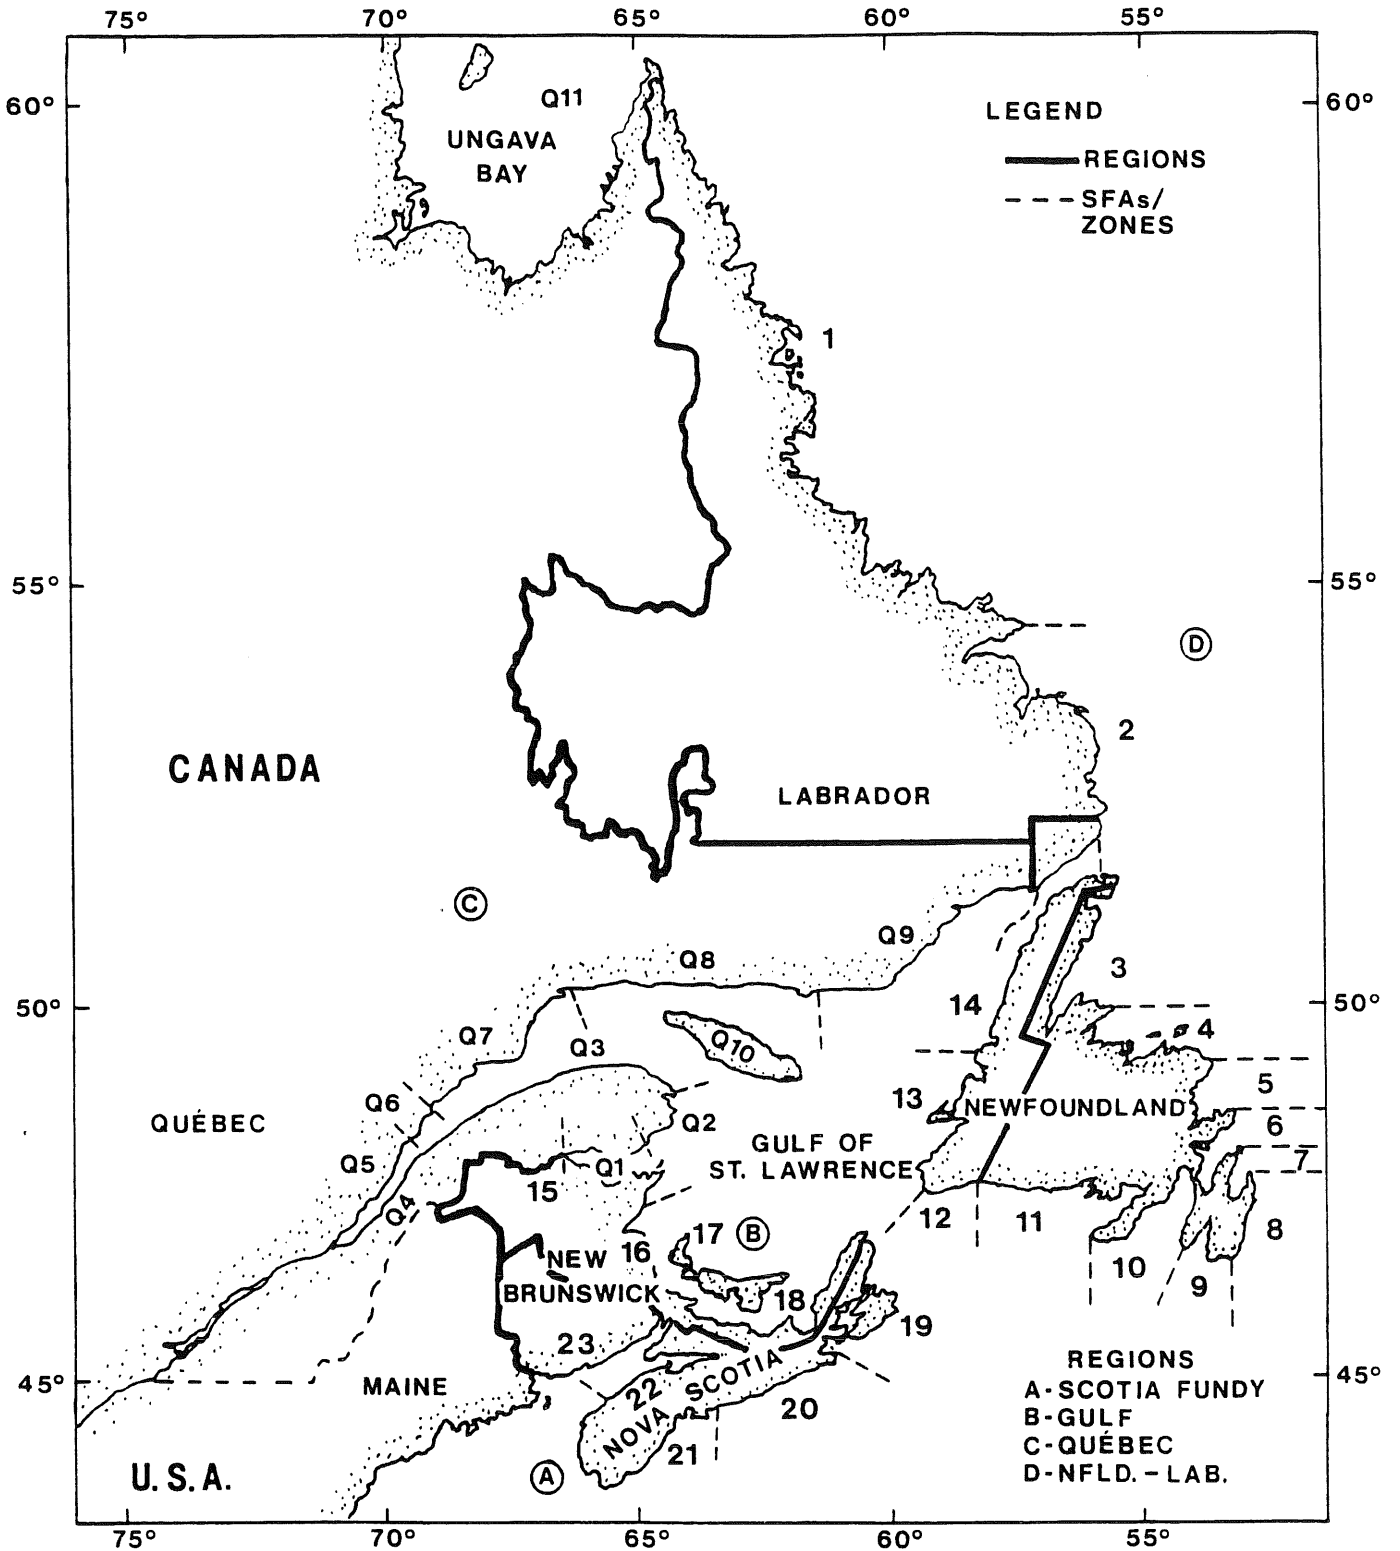 75° 70° 65° 60° 55°
60° 60°
Q11
UNGAVA
BAY
LEGEND
REGIONS
SFAs/
ZONES
1
55° 55°
D
2
CANADA
LABRADOR
C
Q9
Q8
3
50° 50°
14
4
Q7
Q3
Q10
5
Q6
13
NEWFOUNDLAND
6
QUÉBEC
Q2
GULF OF
ST. LAWRENCE
7
Q5
Q1
15
Q4
12
11
8
17
B
16
NEW
BRUNSWICK
10
9
18
19
23
45° 45°
MAINE
22
NOVA SCOTIA
20
21
REGIONS
A-SCOTIA FUNDY
B-GULF
C-QUÉBEC
D-NFLD.-LAB.
U.S.A.
A
75° 70° 65° 60° 55°